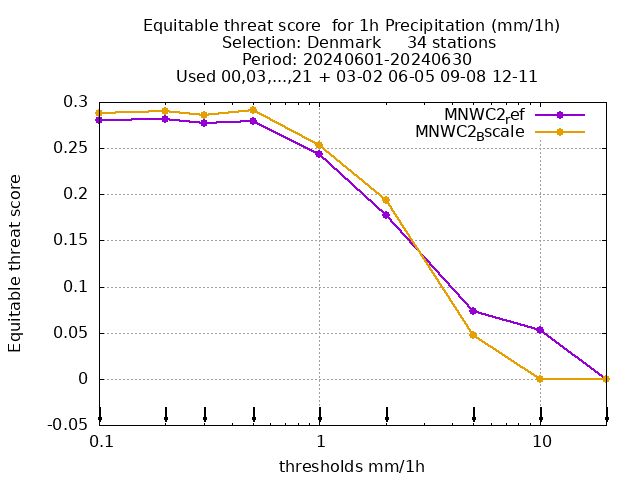 Equitable threat score  for 1h Precipitation (mm/1h)
Selection: Denmark     34 stations
Period: 20240601-20240630
Used 00,03,...,21 + 03-02 06-05 09-08 12-11
MNWC2ref
MNWC2Bscale
Equitable threat score
0.3
0.25
0.2
0.15
0.1
0.05
0
-0.05
0.1 1 10
thresholds mm/1h